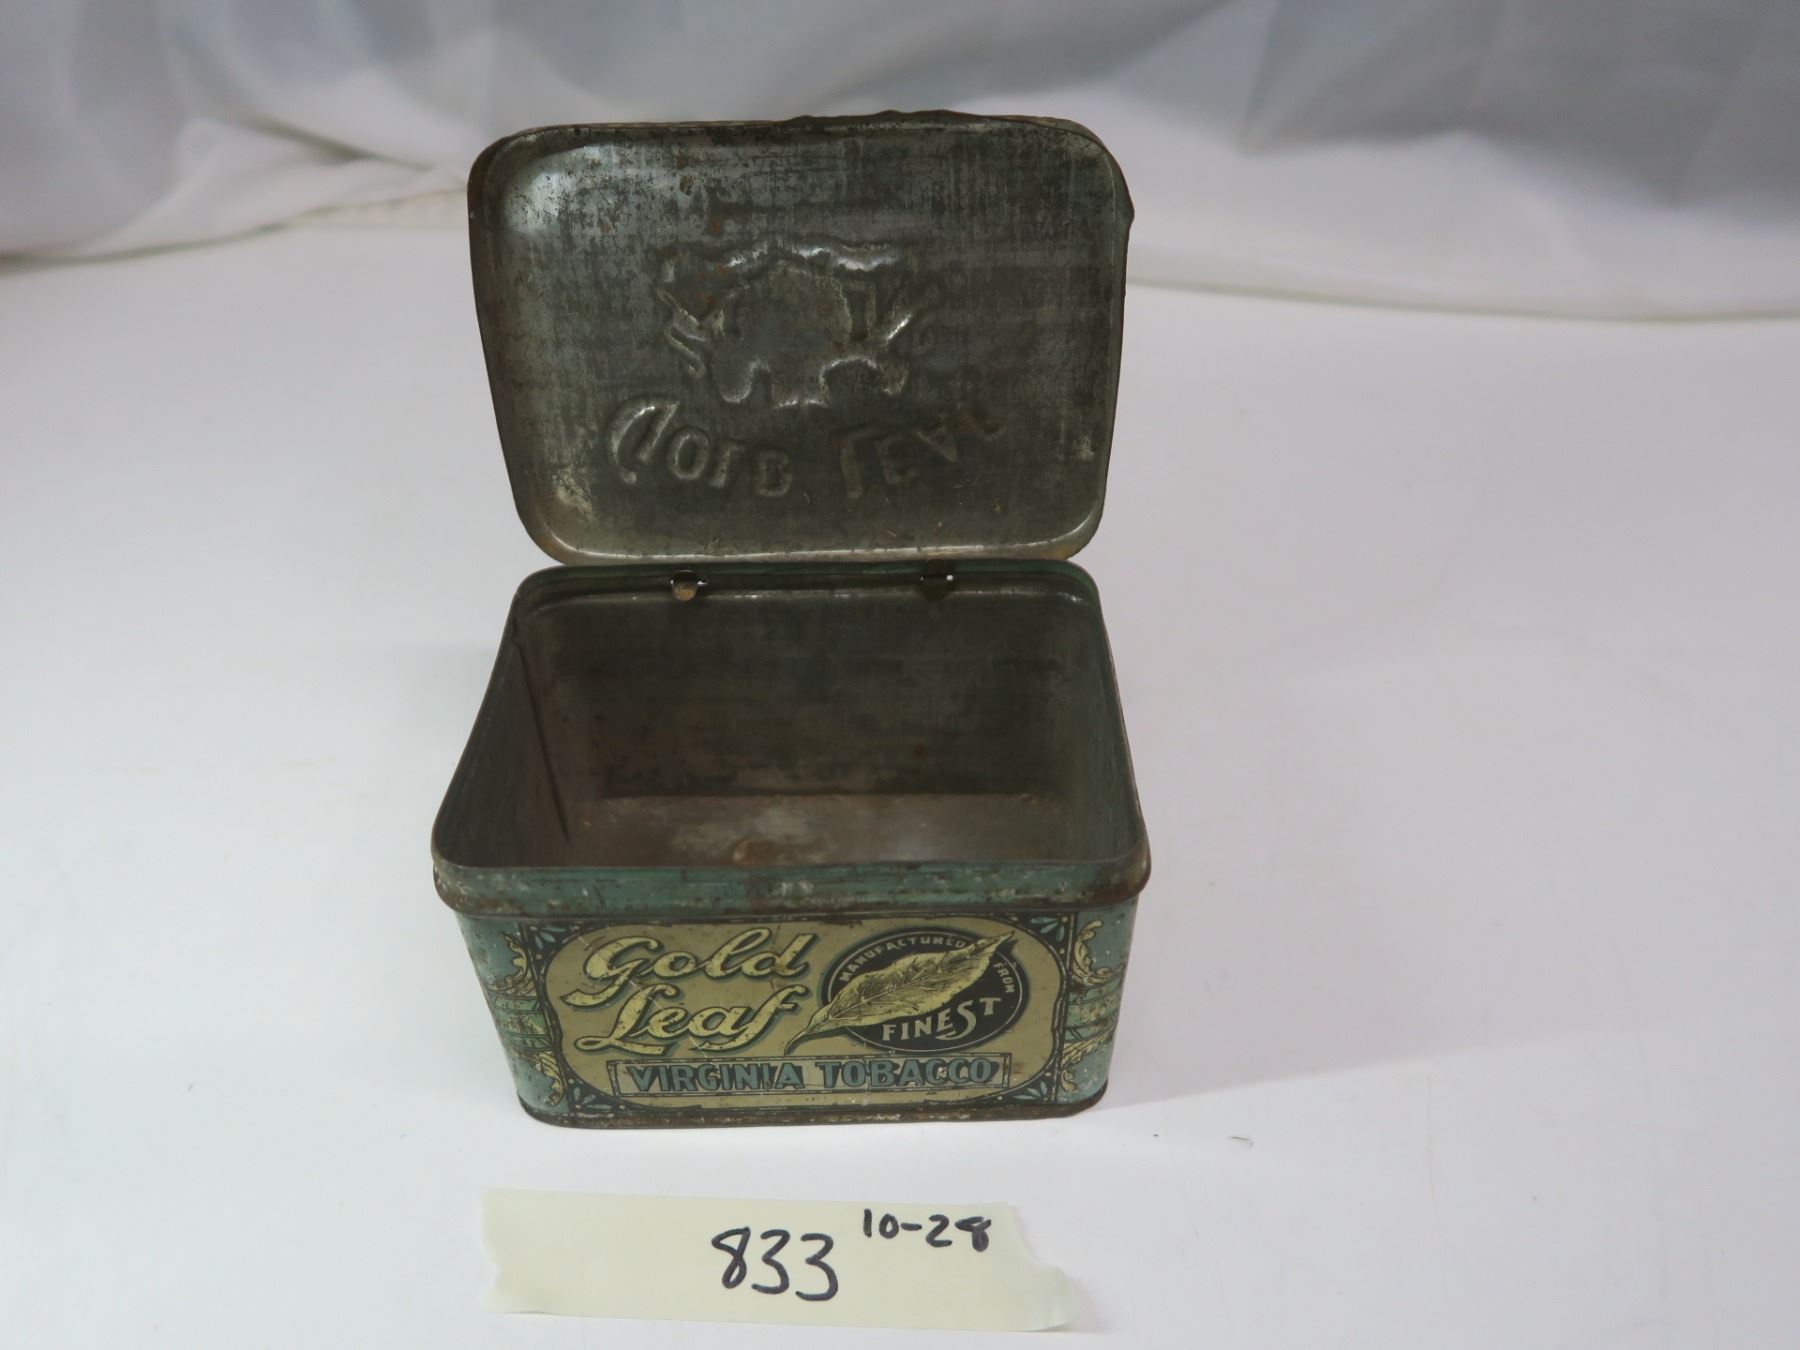 GOLD LEAF
Gold
Leaf
MANUFACTURED FROM
FINEST
VIRGINIA TOBACCO
833 10-28